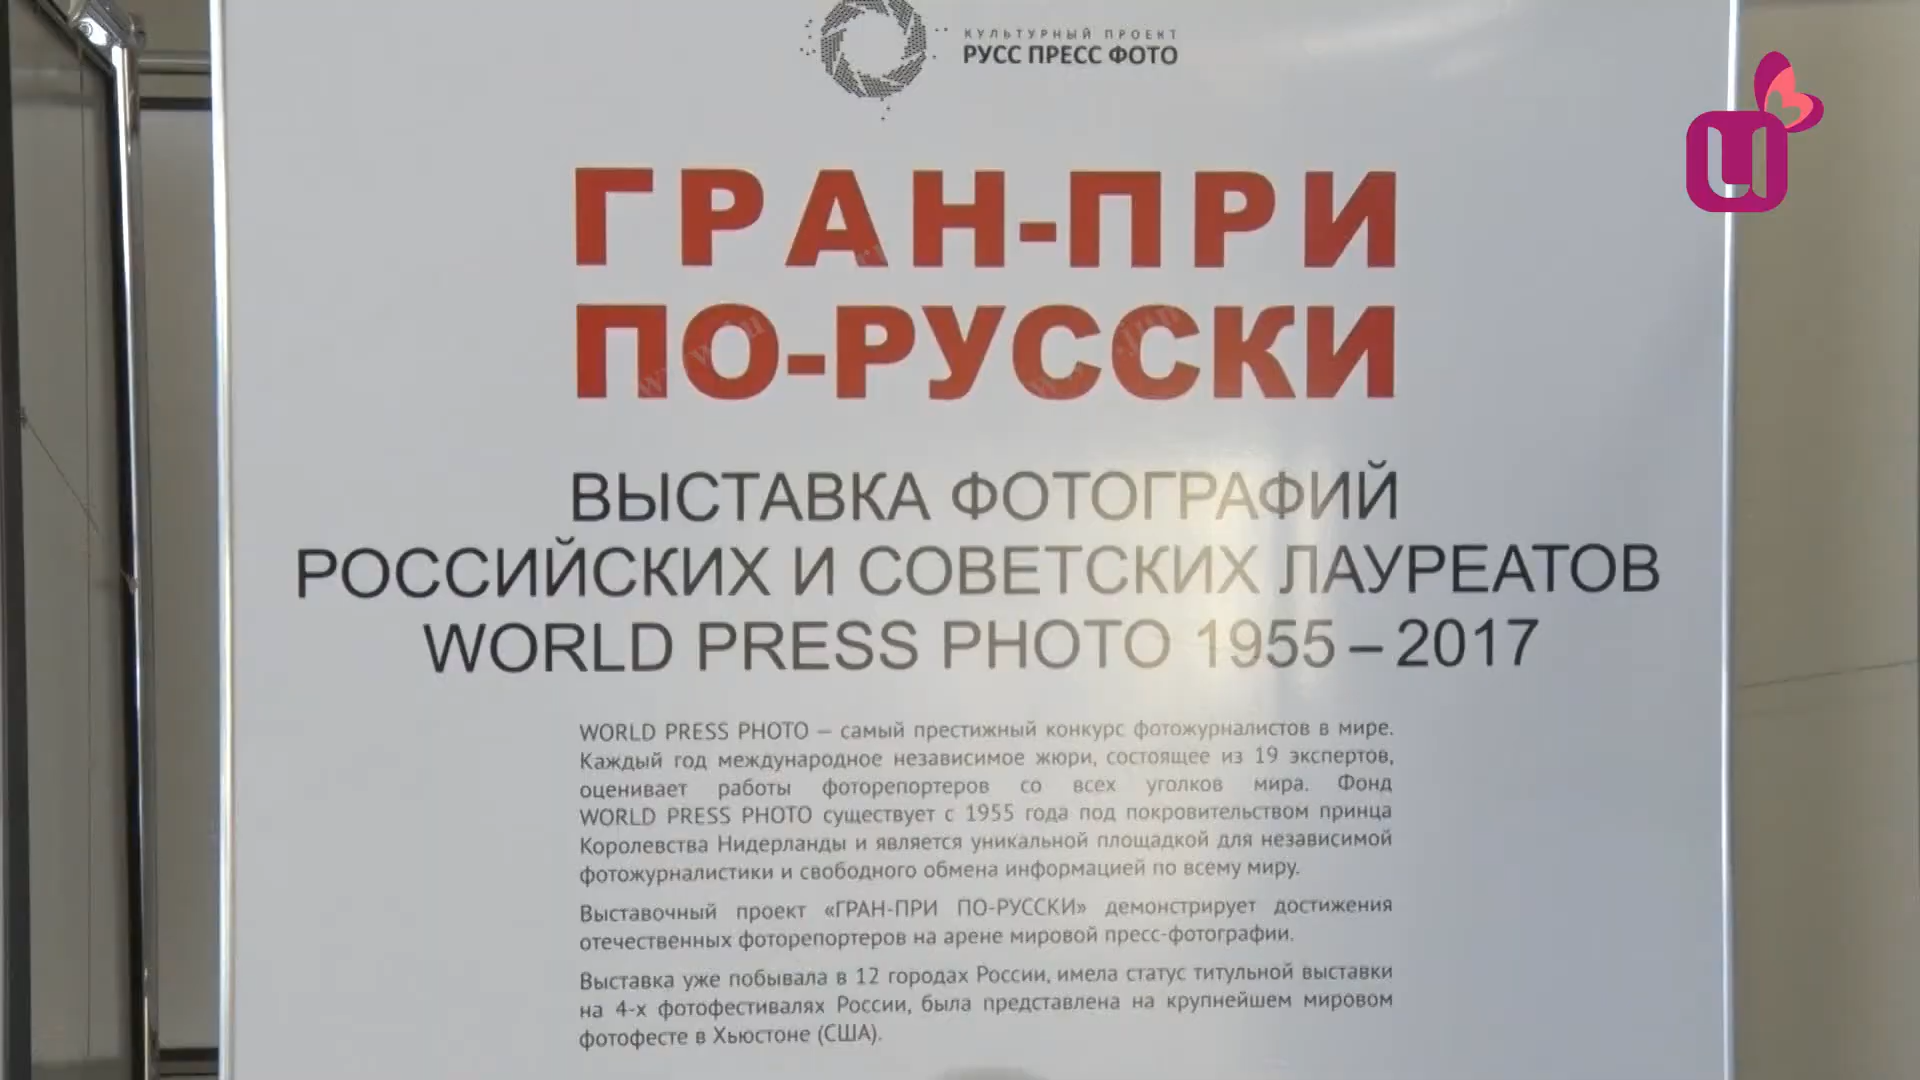 КУЛЬТУРНЫЙ ПРОЕКТ
РУСС ПРЕСС ФОТО
ГРАН-ПРИ
ПО-РУССКИ
ВЫСТАВКА ФОТОГРАФИЙ
РОССИЙСКИХ И СОВЕТСКИХ ЛАУРЕАТОВ
WORLD PRESS PHOTO 1955 – 2017
WORLD PRESS PHOTO — самый престижный конкурс фотожурналистов в мире.
Каждый год международное независимое жюри, состоящее из 19 экспертов,
оценивает работы фоторепортеров со всех уголков мира. Фонд
WORLD PRESS PHOTO существует с 1955 года под покровительством принца
Королевства Нидерланды и является уникальной площадкой для независимой
фотожурналистики и свободного обмена информацией по всему миру.
Выставочный проект «ГРАН-ПРИ ПО-РУССКИ» демонстрирует достижения
отечественных фоторепортеров на арене мировой пресс-фотографии.
Выставка уже побывала в 12 городах России, имела статус титульной выставки
на 4-х фотофестивалях России, была представлена на крупнейшем мировом
фотофесте в Хьюстоне (США).